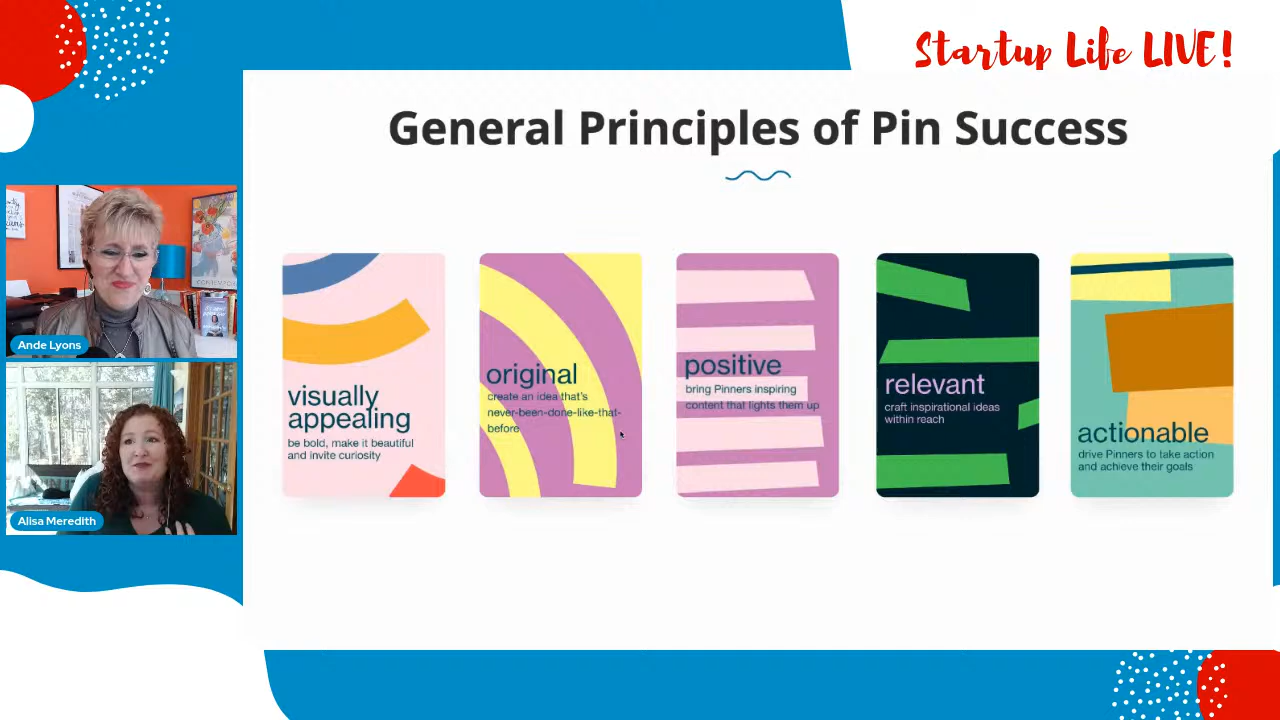 Startup Life LIVE!
General Principles of Pin Success
Ande Lyons
Alisa Meredith
visually
appealing
be bold, make it beautiful
and invite curiosity
original
create an idea that's
never-been-done-like-that-
before
positive
bring Pinners inspiring
content that lights them up
relevant
craft inspirational ideas
within reach
actionable
drive Pinners to take action
and achieve their goals